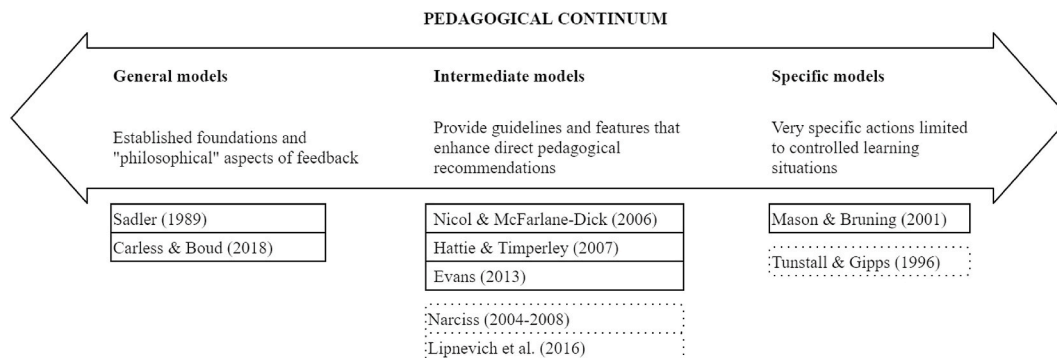 PEDAGOGICAL CONTINUUM
General models
Established foundations and
"philosophical" aspects of feedback
Intermediate models
Provide guidelines and features that
enhance direct pedagogical
recommendations
Specific models
Very specific actions limited
to controlled learning
situations
Sadler (1989)
Carless & Boud (2018)
Nicol & McFarlane-Dick (2006)
Hattie & Timperley (2007)
Evans (2013)
Narciss (2004-2008)
Lipnevich et al. (2016)
Mason & Bruning (2001)
Tunstall & Gipps (1996)